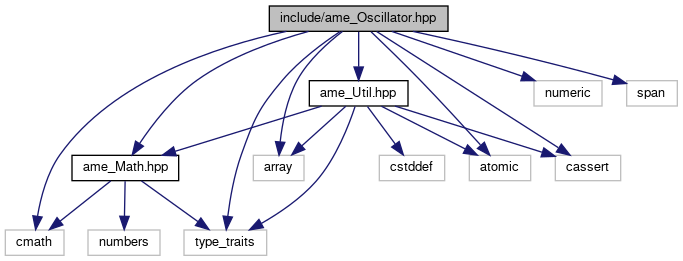 include/ame_Oscillator.hpp
ame_Util.hpp
numeric
span
ame_Math.hpp
array
cstddef
atomic
cassert
cmath
numbers
type_traits